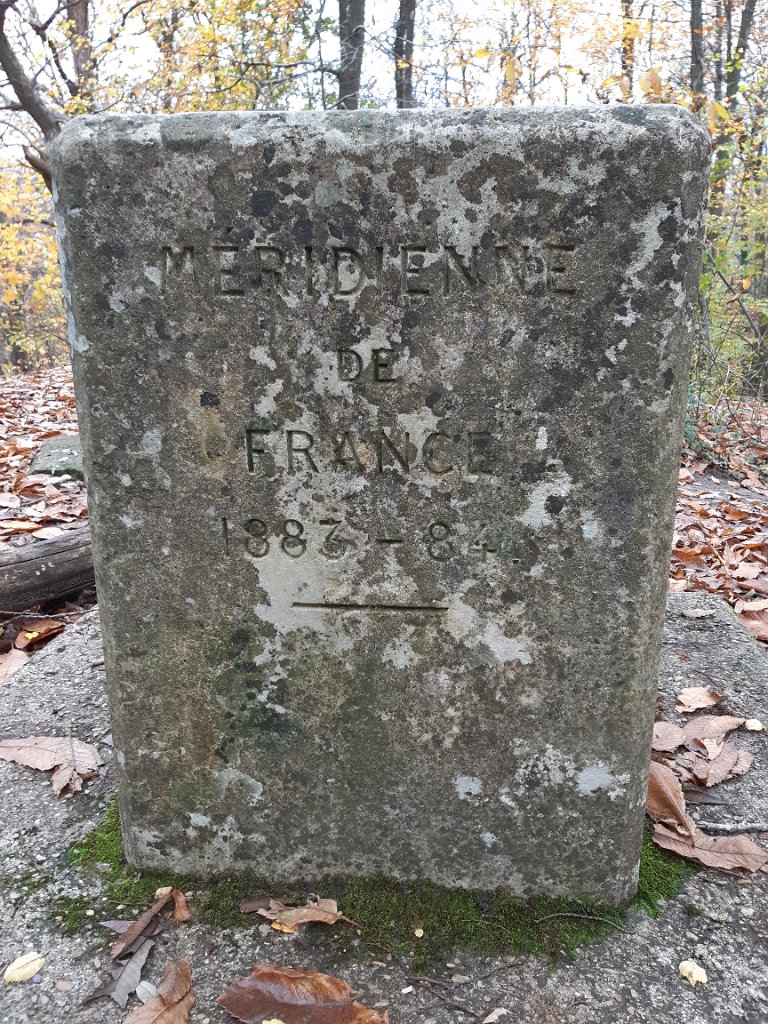 MÉRIDIENNE
DE
FRANCE
1883 - 84